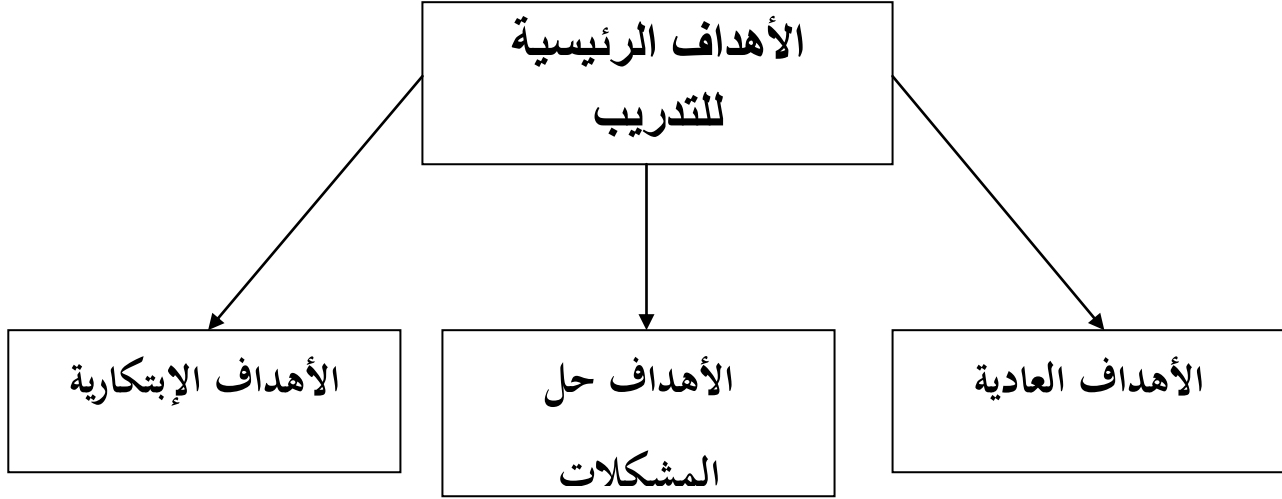 الأهداف الرئيسية
للتدريب
الأهداف العادية
الأهداف حل
المشكلات
الأهداف الإبتكارية